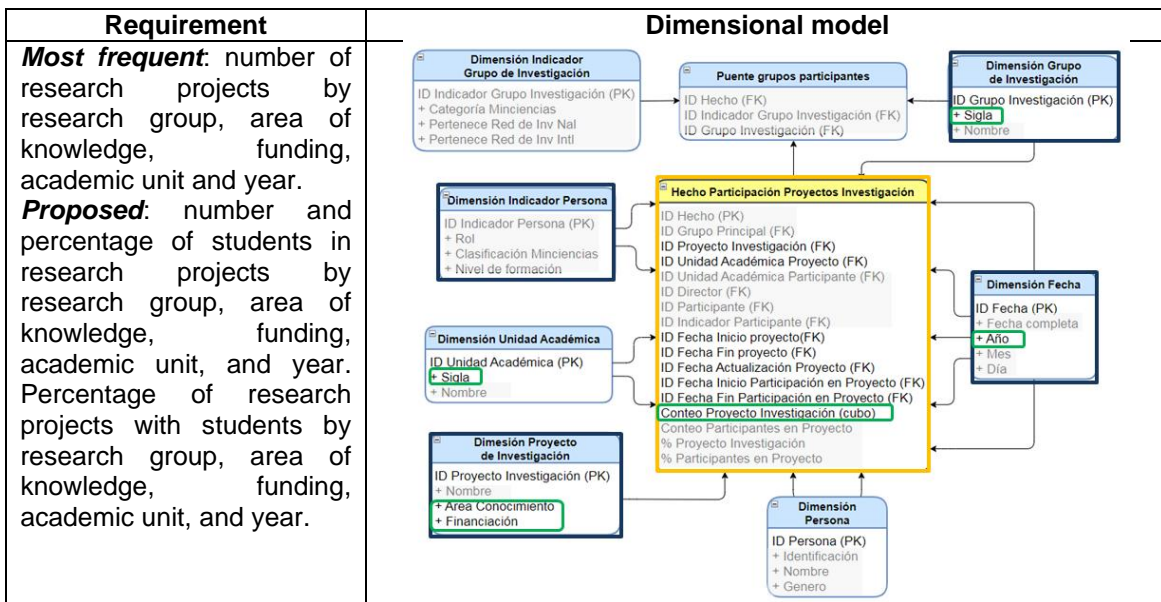 Requirement
Dimensional model
Most frequent: number of
research projects by
research group, area of
knowledge, funding,
academic unit and year.
Proposed: number and
percentage of students in
research projects by
research group, area of
knowledge, funding,
academic unit, and year.
Percentage of research
projects with students by
research group, area of
knowledge, funding,
academic unit, and year.
Dimensión Indicador
Grupo de Investigación
ID Indicador Grupo Investigación (PK)
+ Categoría Minciencias
+ Pertenece Red de Inv Nal
+ Pertenece Red de Inv Intl
Puente grupos participantes
ID Hecho (FK)
ID Indicador Grupo Investigación (FK)
ID Grupo Investigación (FK)
Dimensión Grupo
de Investigación
ID Grupo Investigación (PK)
+ Sigla
+ Nombre
Dimensión Indicador Persona
ID Indicador Persona (PK)
+ Rol
+ Clasificación Minciencias
+ Nivel de formación
Hecho Participación Proyectos Investigación
ID Hecho (PK)
ID Grupo Principal (FK)
ID Proyecto Investigación (FK)
ID Unidad Académica Proyecto (FK)
ID Unidad Académica Participante (FK)
ID Director (FK)
ID Participante (FK)
ID Indicador Participante (FK)
ID Fecha Inicio proyecto(FK)
ID Fecha Fin proyecto (FK)
ID Fecha Actualización Proyecto (FK)
ID Fecha Inicio Participación en Proyecto (FK)
ID Fecha Fin Participación en Proyecto (FK)
Conteo Proyecto Investigación (cubo)
Conteo Participantes en Proyecto
% Proyecto Investigación
% Participantes en Proyecto
Dimensión Fecha
ID Fecha (PK)
+ Fecha completa
+ Año
+ Mes
+ Día
Dimensión Unidad Académica
ID Unidad Académica (PK)
+ Sigla
+ Nombre
Dimesión Proyecto
de Investigación
ID Proyecto Investigación (PK)
+ Nombre
+ Area Conocimiento
+ Financiación
Dimensión
Persona
ID Persona (PK)
+ Identificación
+ Nombre
+ Genero